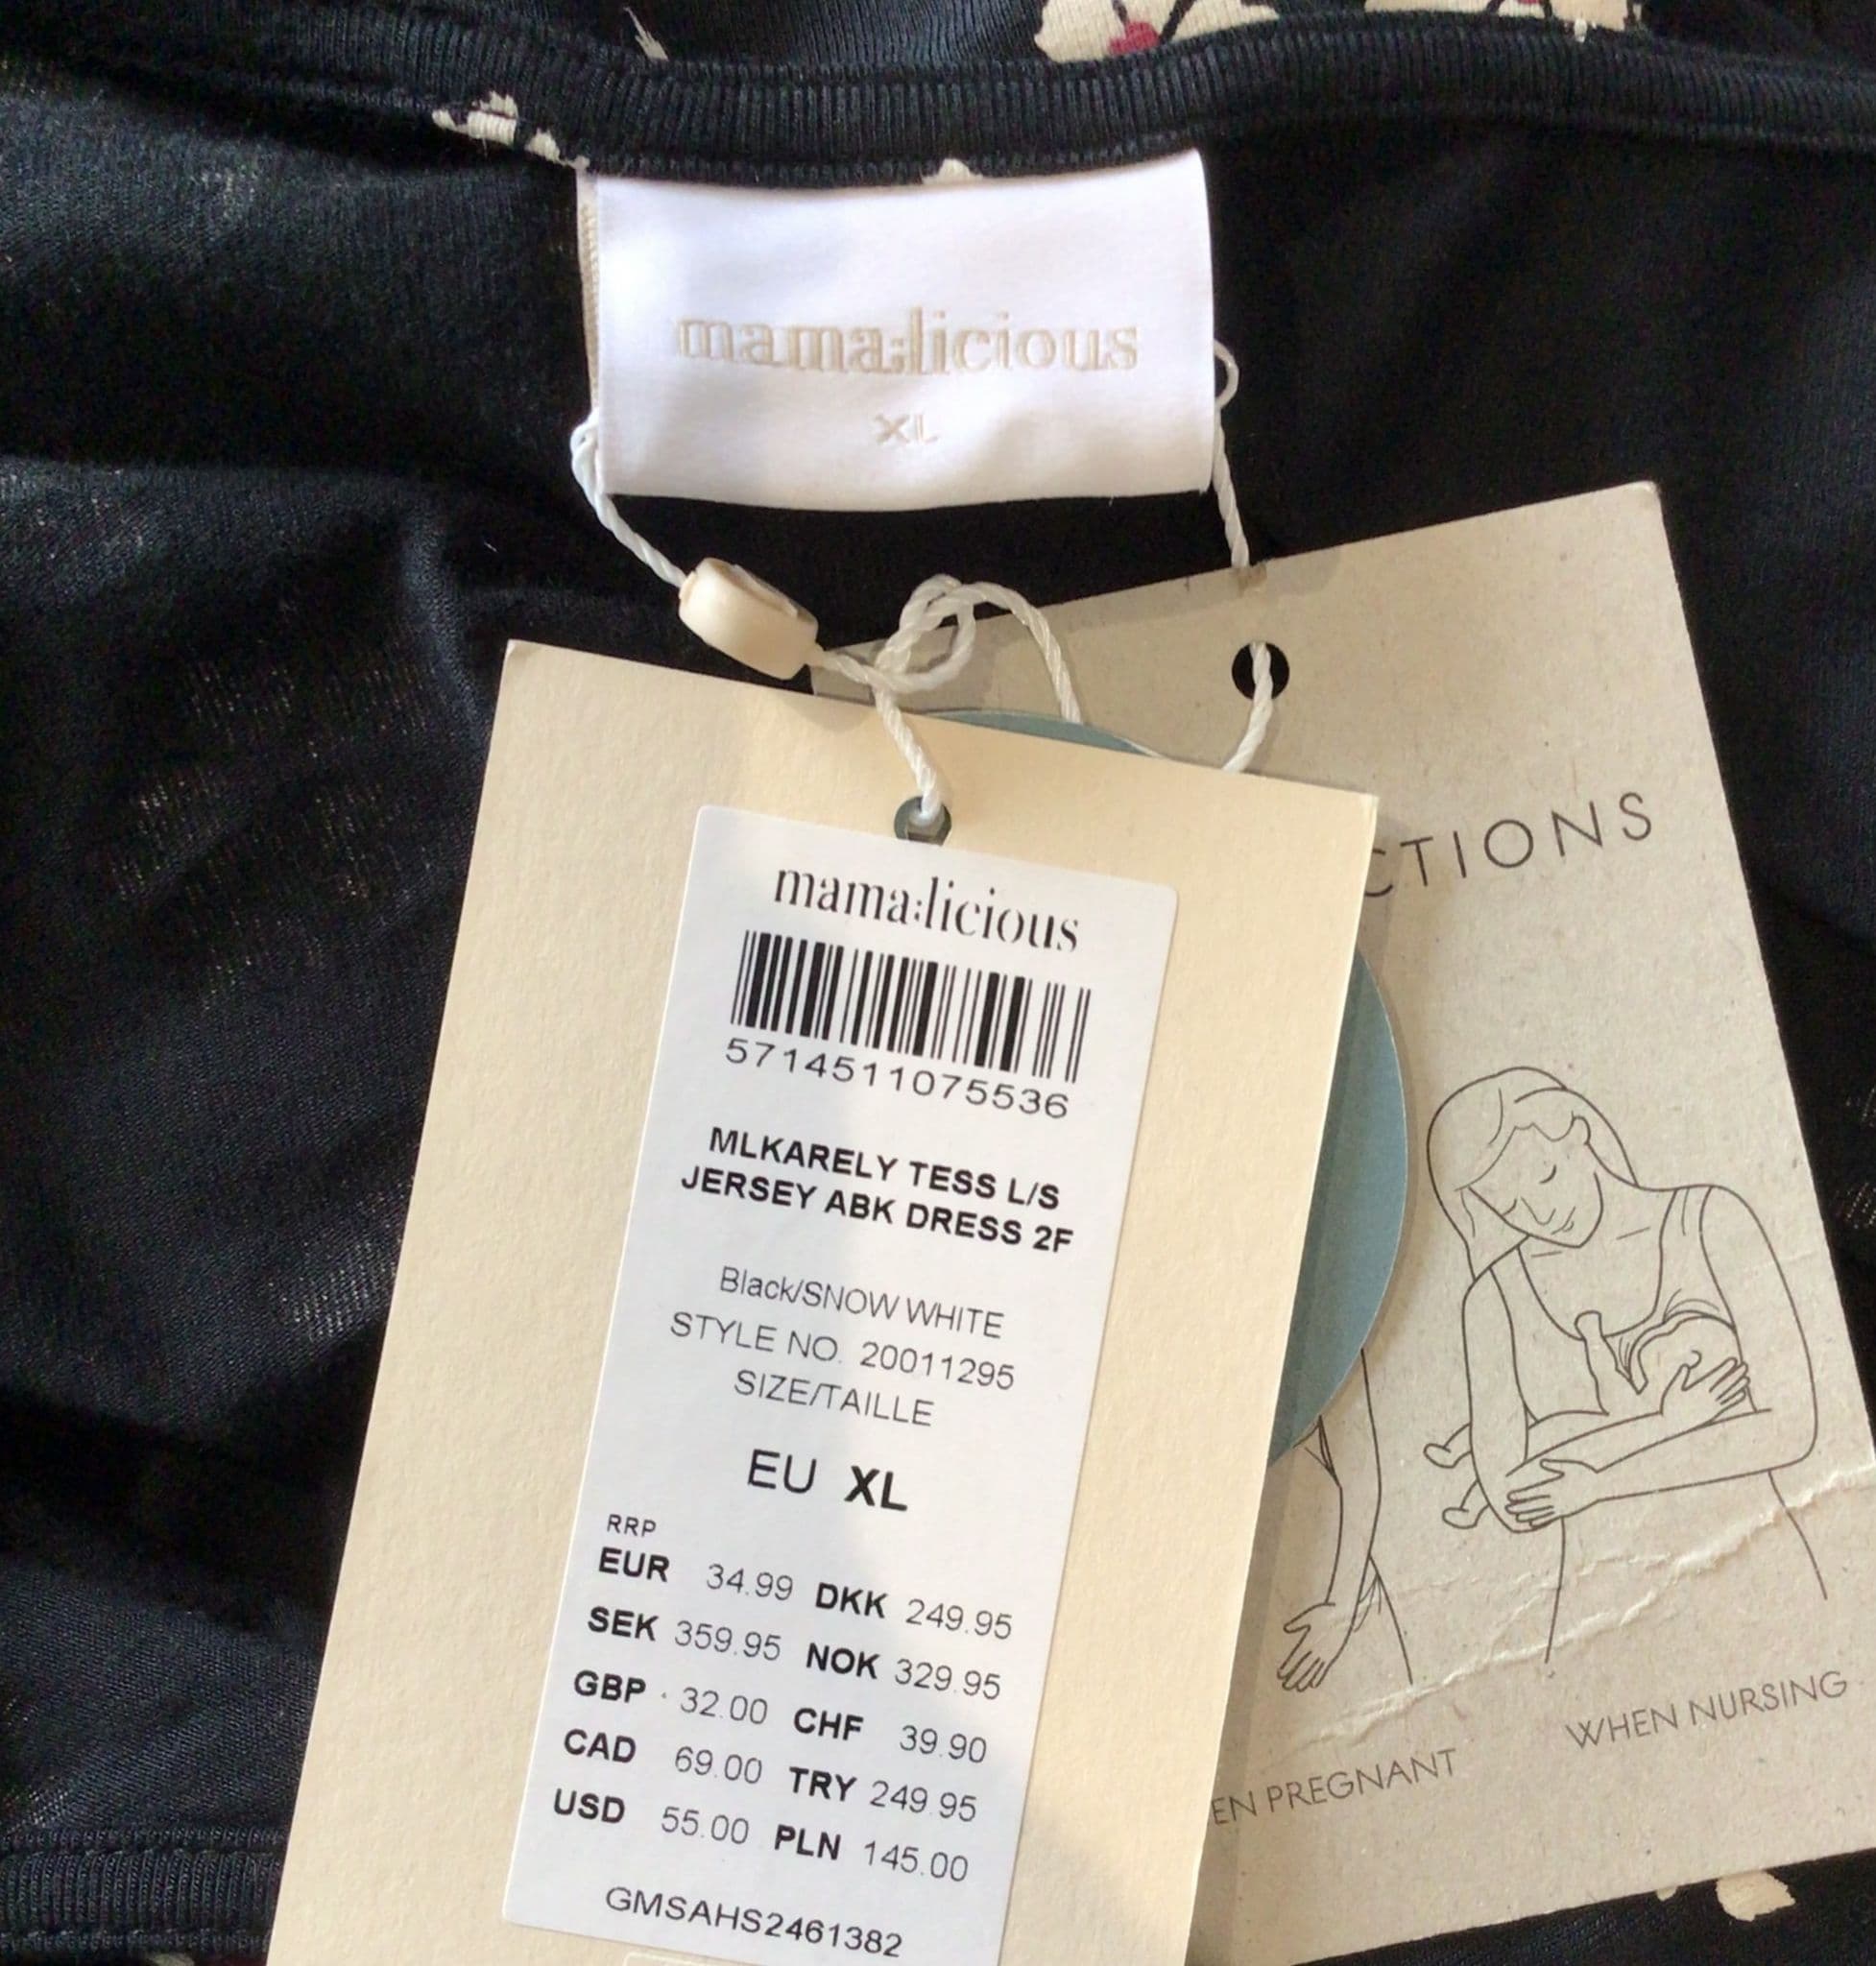 mama:licious
XL
CTIONS
mama:licious
5714511075536
MLKARELY TESS L/S
JERSEY ABK DRESS 2F
Black/SNOW WHITE
STYLE NO. 20011295
SIZE/TAILLE
EU XL
RRP
EUR 34.99 DKK 249.95
SEK 359.95 NOK 329.95
GBP 32.00 CHF 39.90
CAD 69.00 TRY 249.95
USD 55.00 PLN 145.00
GMSAHS2461382
EN PREGNANT
WHEN NURSING